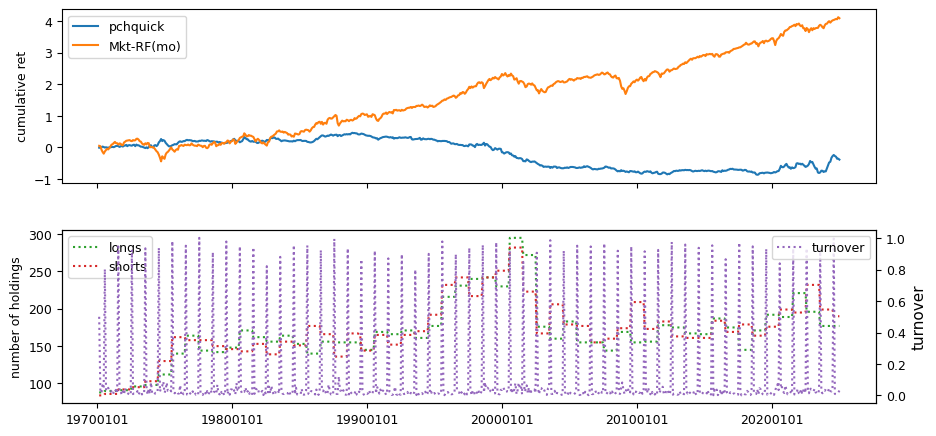 cumulative ret
4
3
2
1
0
−1
pchquick
Mkt-RF(mo)
number of holdings
300
250
200
150
100
longs
shorts
turnover
1.0
0.8
0.6
0.4
0.2
0.0
turnover
19700101
19800101
19900101
20000101
20100101
20200101